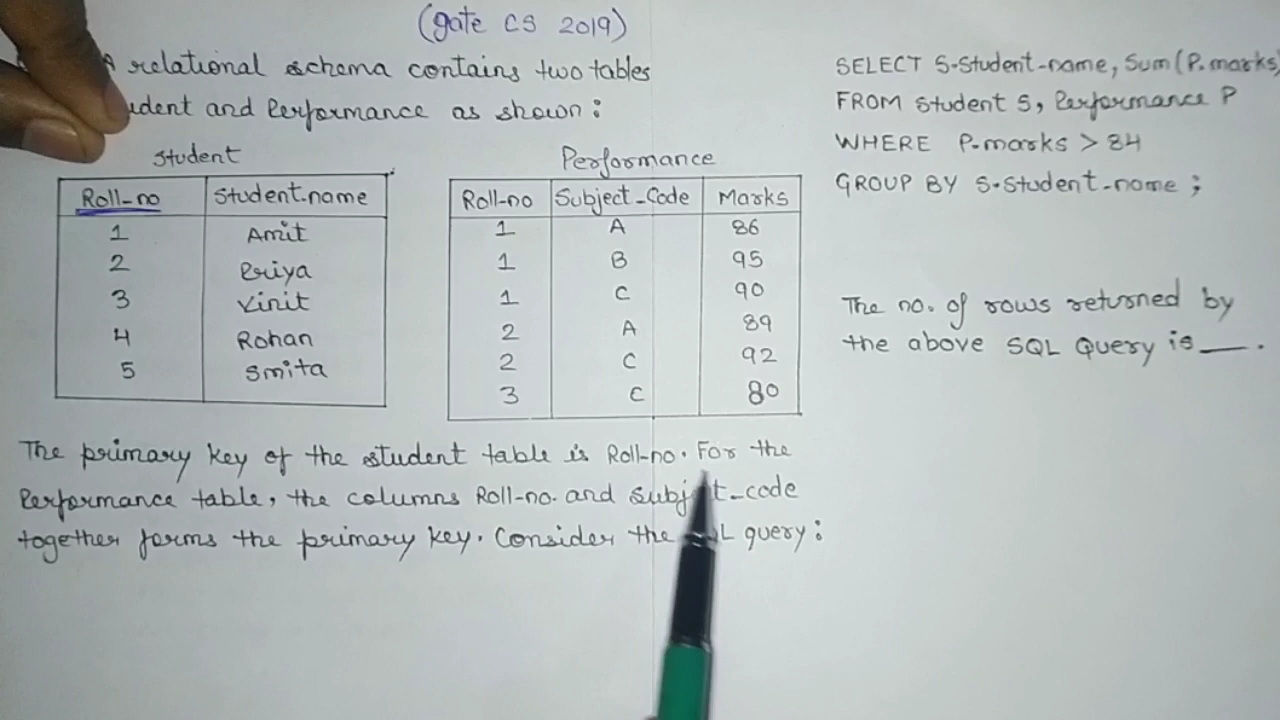 (gate CS 2019)
A relational schema contains two tables
and Performance as shown:
Student
Roll-no Student-name
1 Amit
2 Priya
3 Vinit
4 Rohan
5 Smita
Performance
Roll-no Subject_Code Marks
1 A 86
1 B 95
1 C 90
2 A 89
2 C 92
3 C 80
The primary key of the student table is Roll-no. For the
Performance table, the columns Roll-no. and
together forms the primary key. Consider the query:
SELECT S.Student-name, Sum(P.marks)
FROM Student S, Performance P
WHERE P.marks > 84
GROUP BY S.Student-name;
The no. of rows returned by
the above SQL Query is __.